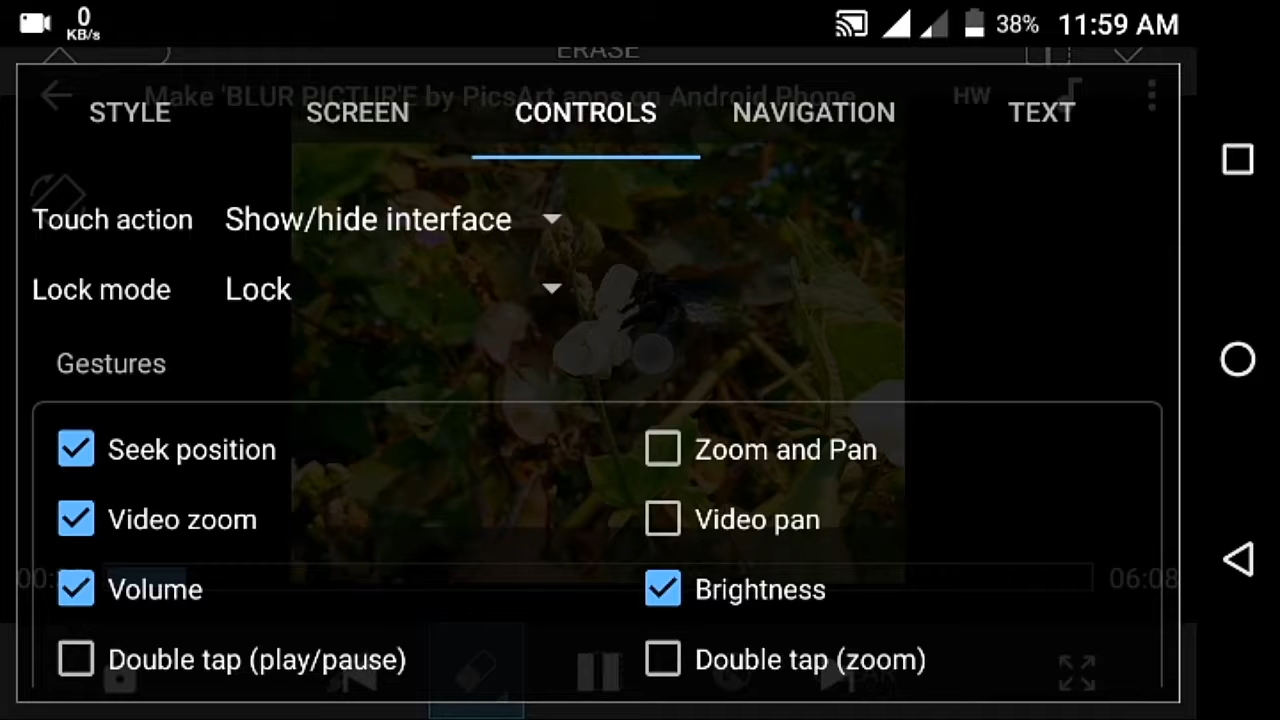 0
KB/s
38% 11:59 AM
ERASE
Make 'BLUR PICTUR'E by PicsArt apps on Android Phone HW
STYLE SCREEN CONTROLS NAVIGATION TEXT
Touch action Show/hide interface
Lock mode Lock
Gestures
Seek position Zoom and Pan
Video zoom Video pan
00: 06:08
Volume Brightness
Double tap (play/pause) Double tap (zoom)